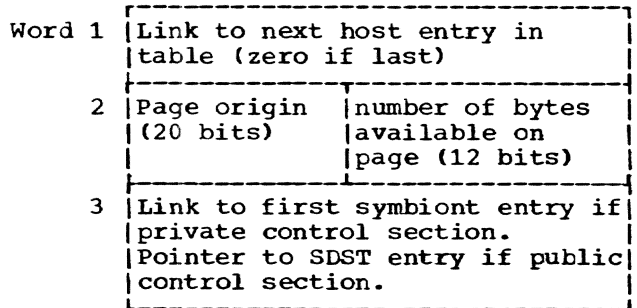 Word 1 Link to next host entry in
table (zero if last)
2 Page origin number of bytes
(20 bits) available on
page (12 bits)
3 Link to first symbiont entry if
private control section.
Pointer to SDST entry if public
control section.